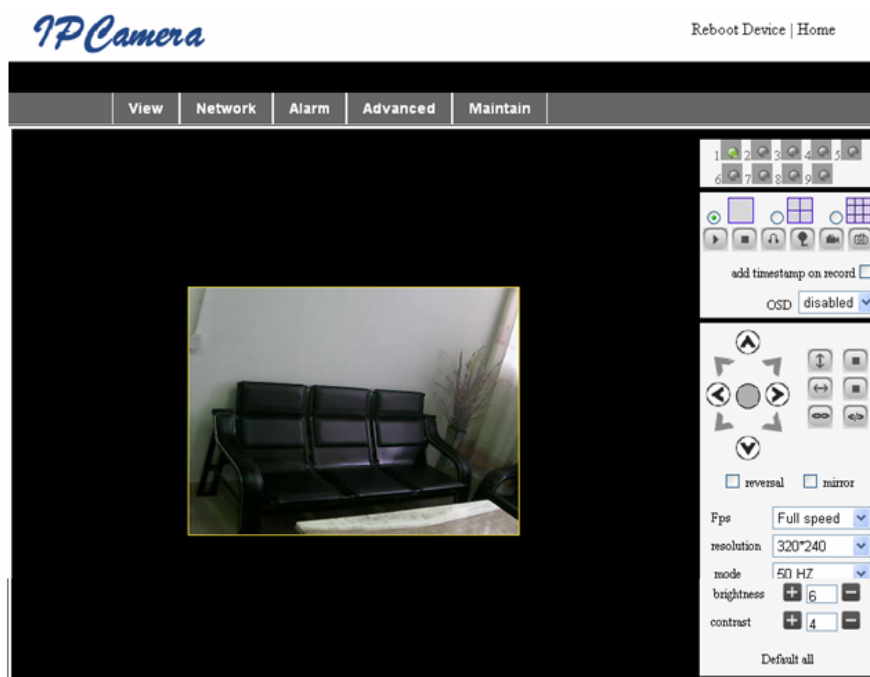 IPCamera
Reboot Device | Home
View Network Alarm Advanced Maintain
1 2 3 4 5
6 7 8 9
add timestamp on record
OSD disabled
reversal mirror
Fps Full speed
resolution 320*240
mode 50 HZ
brightness 6
contrast 4
Default all